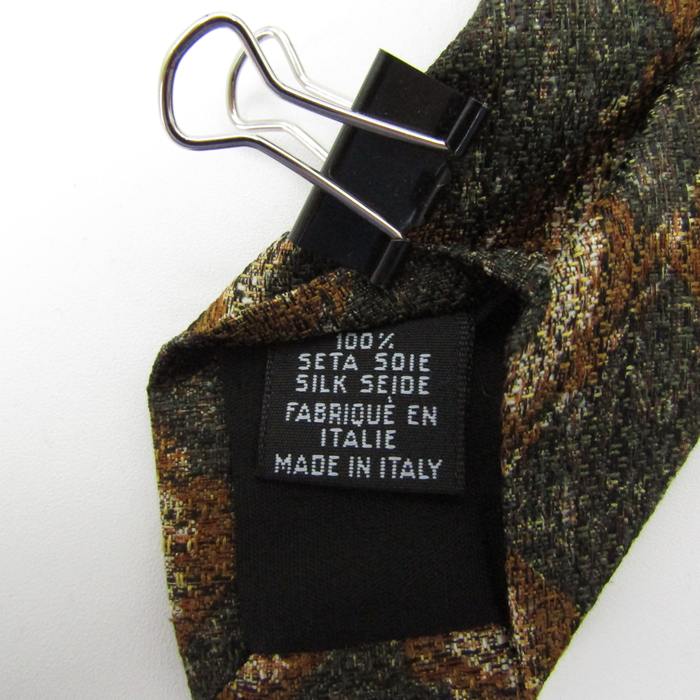 100%
SETA SOIE
SILK SEIDE
FABRIQUÉ EN
ITALIE
MADE IN ITALY